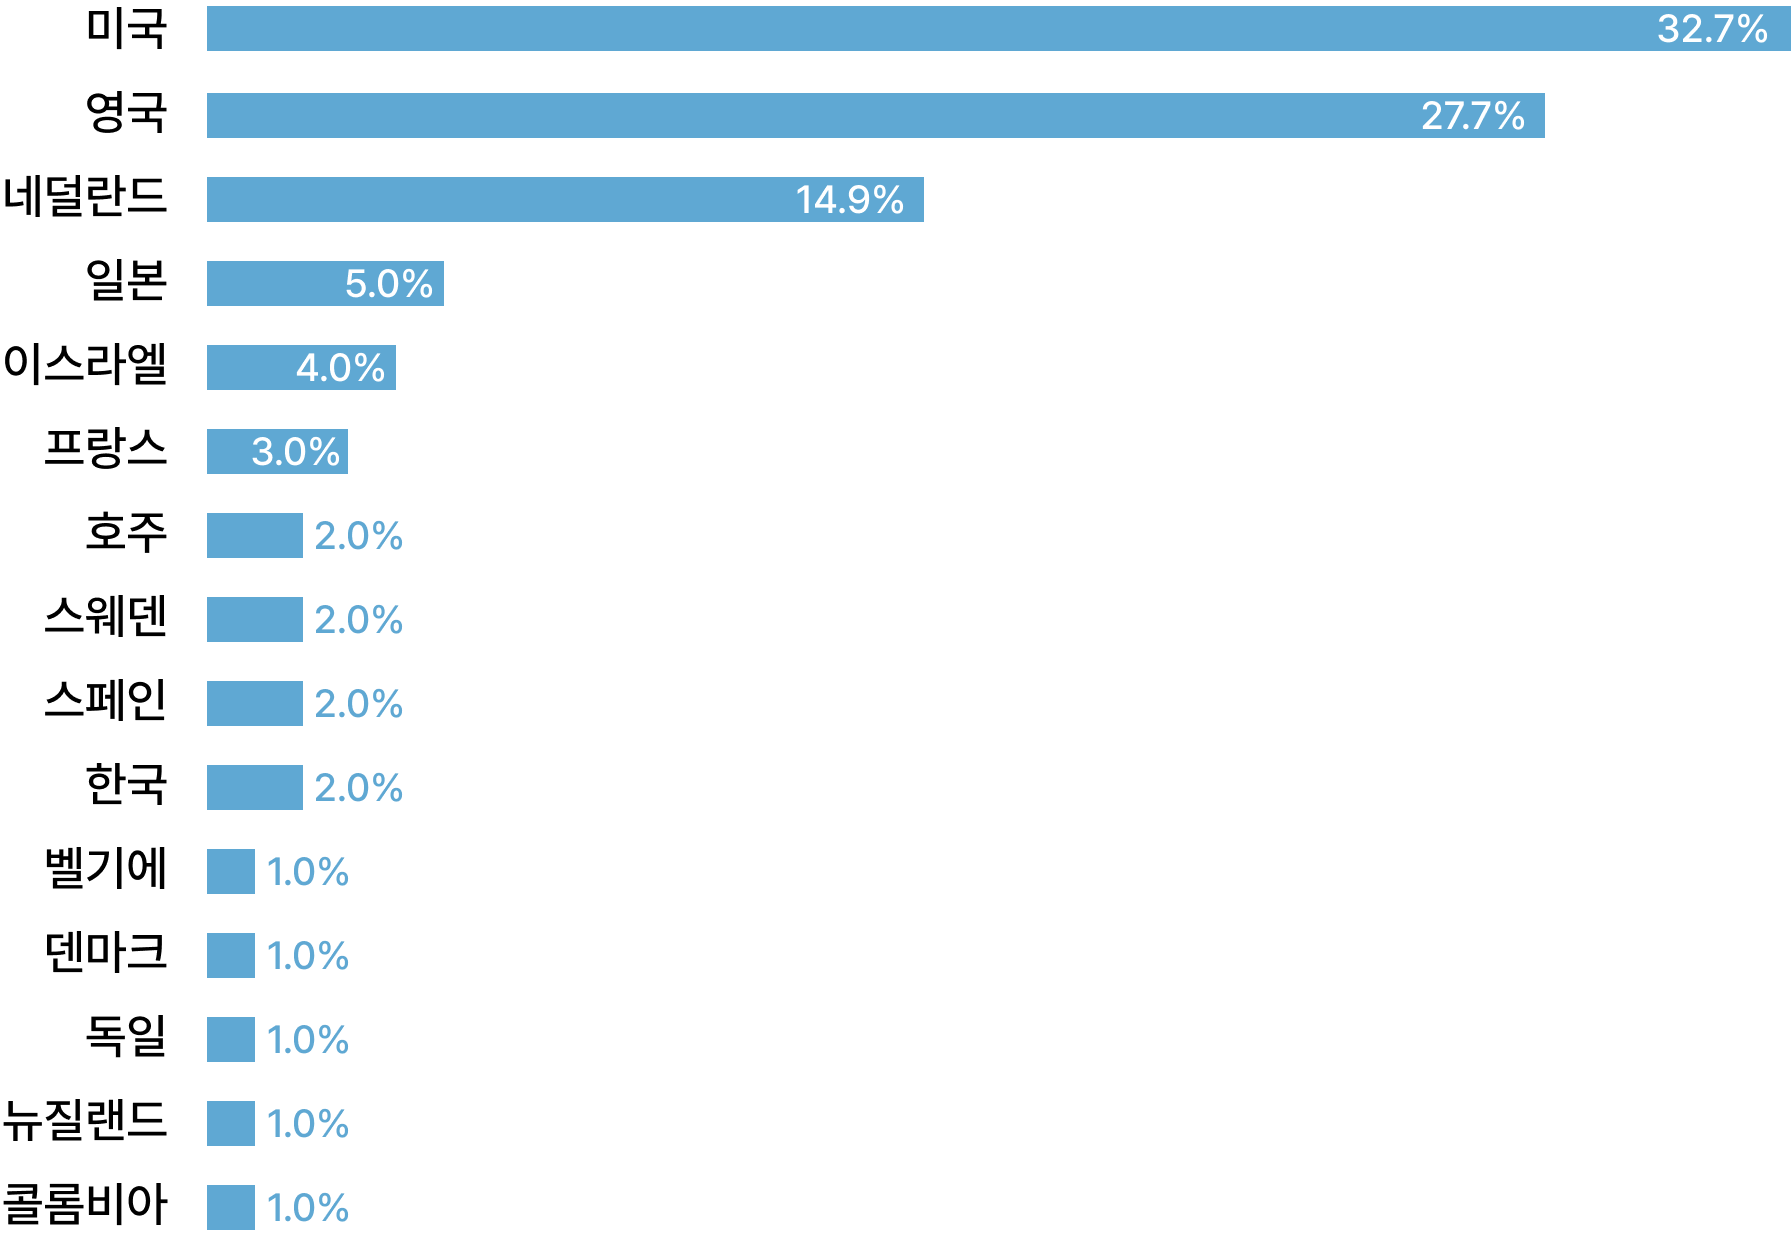 미국 32.7%
영국 27.7%
네덜란드 14.9%
일본 5.0%
이스라엘 4.0%
프랑스 3.0%
호주 2.0%
스웨덴 2.0%
스페인 2.0%
한국 2.0%
벨기에 1.0%
덴마크 1.0%
독일 1.0%
뉴질랜드 1.0%
콜롬비아 1.0%